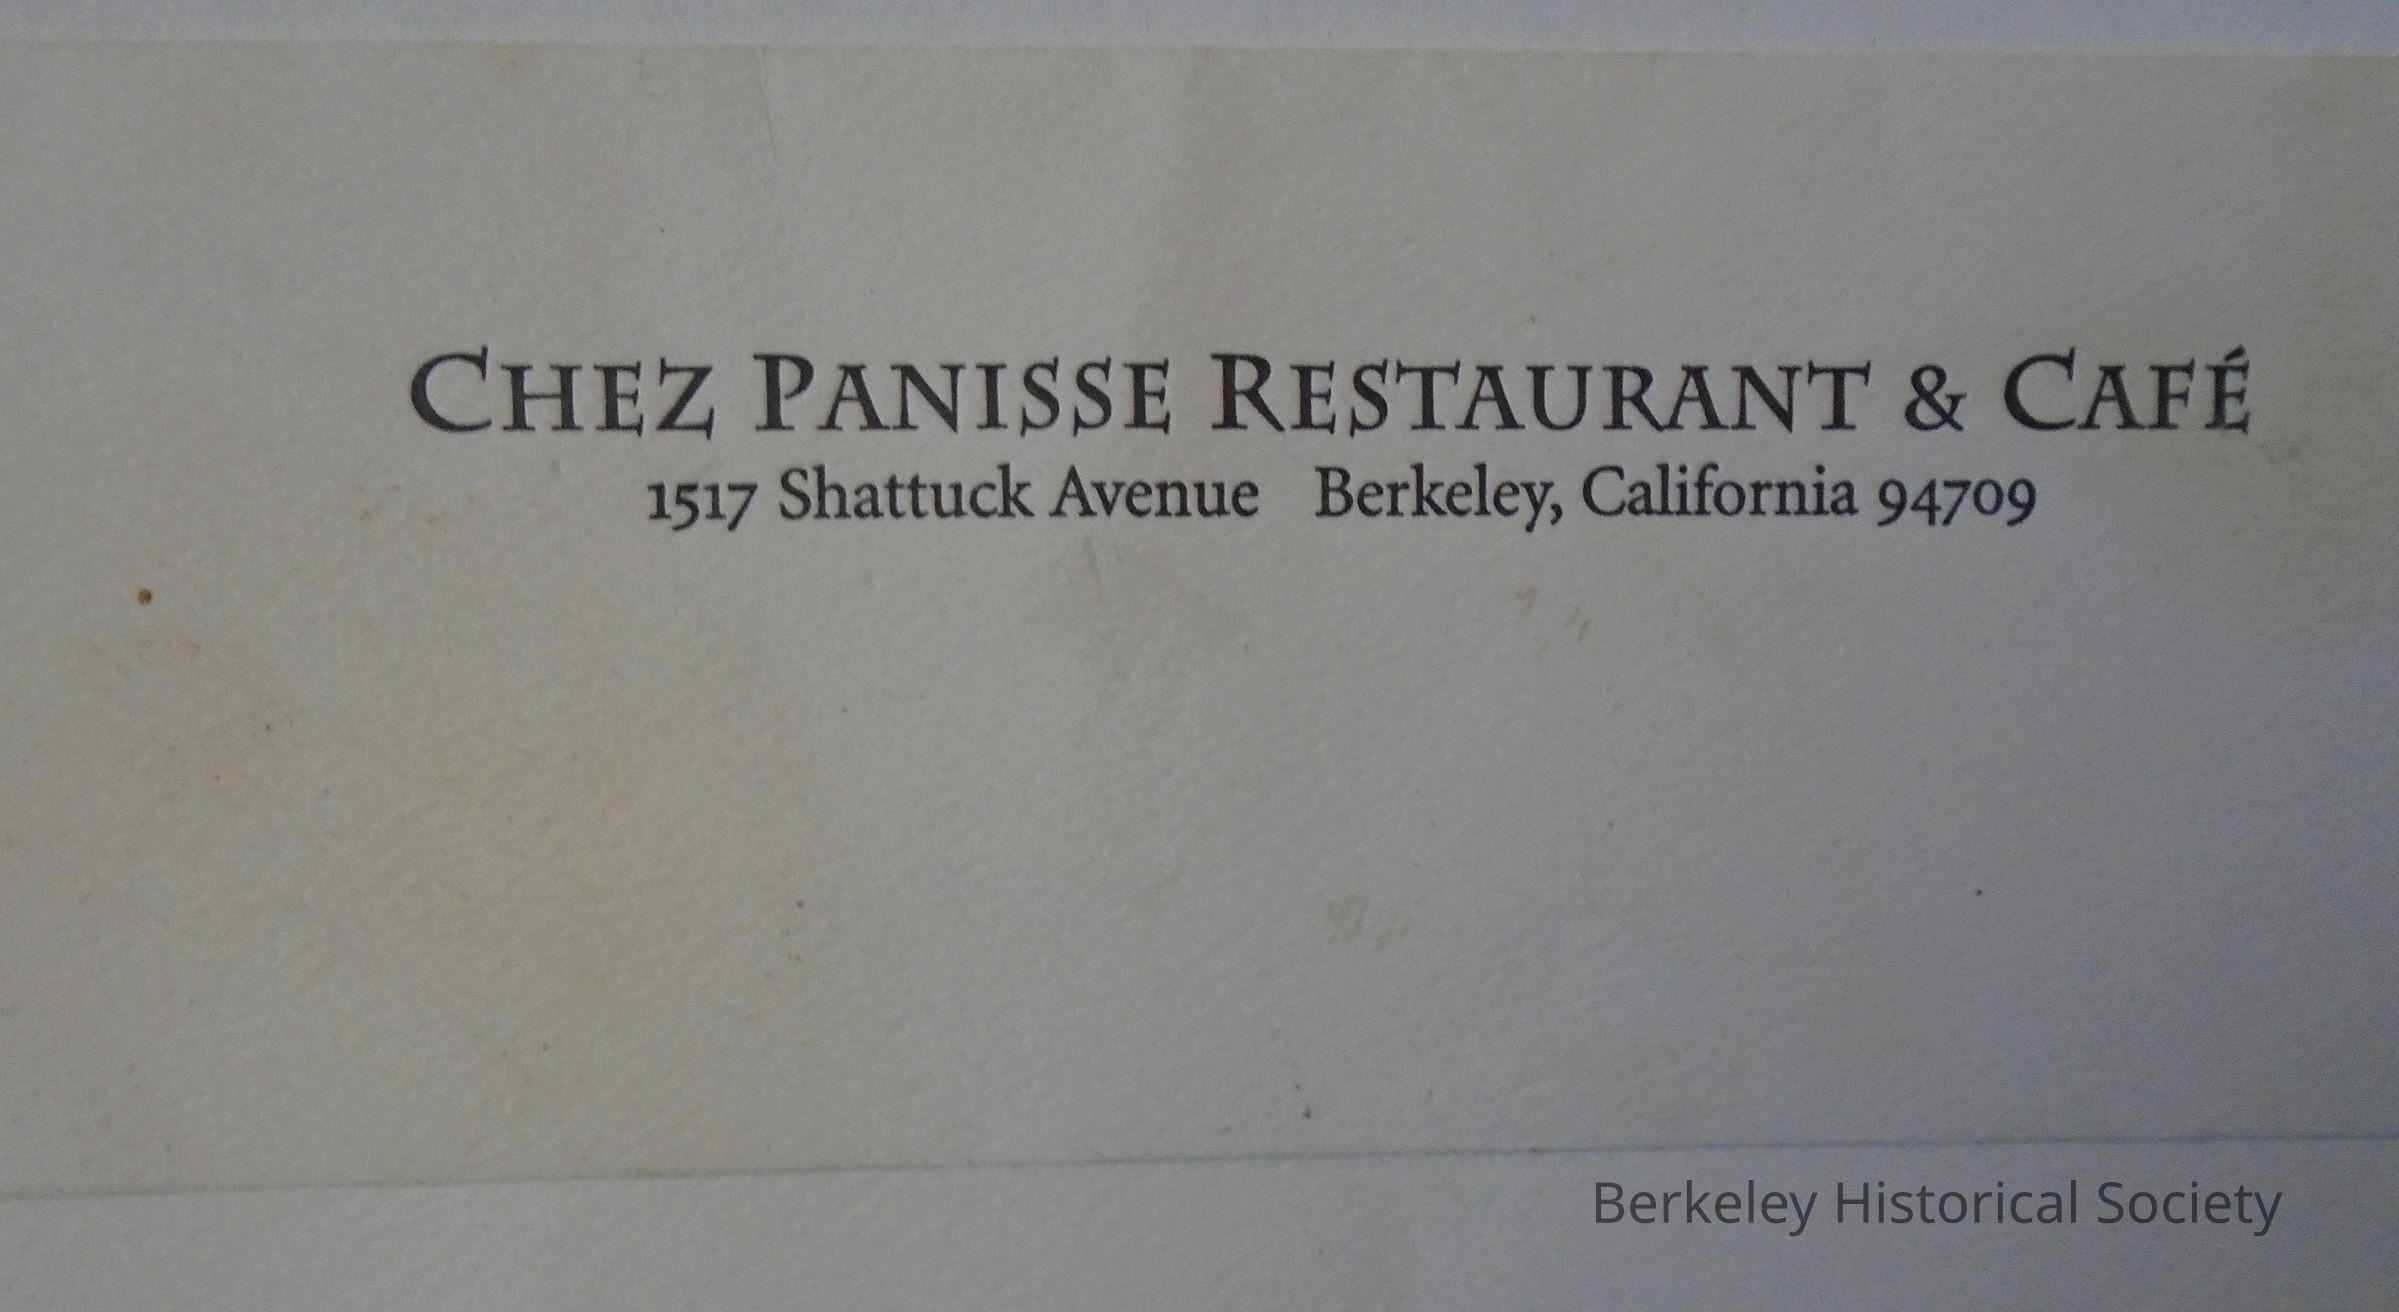 CHEZ PANISSE RESTAURANT & CAFÉ
1517 Shattuck Avenue Berkeley, California 94709
Berkeley Historical Society